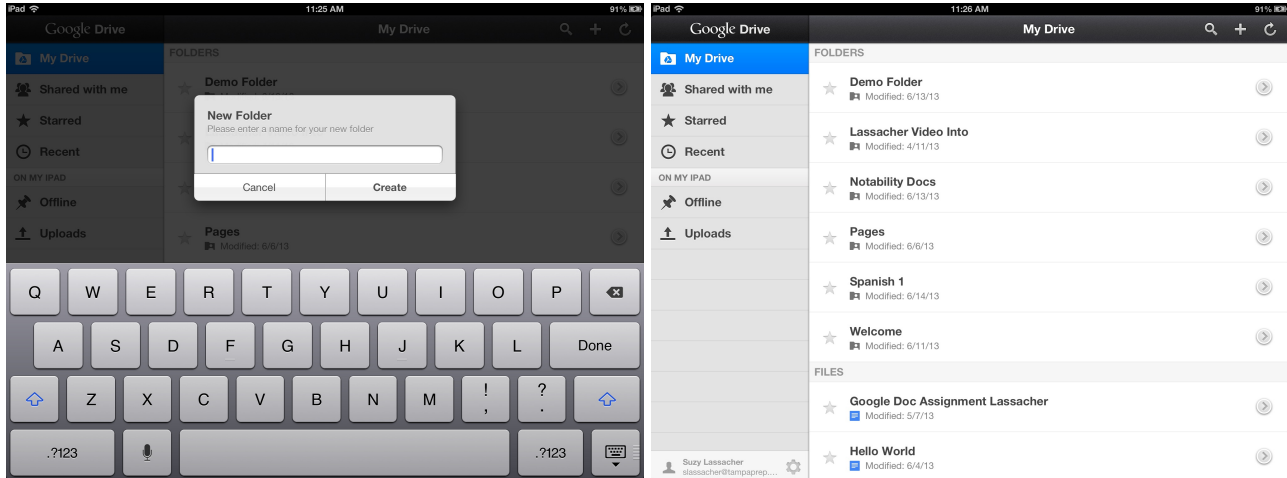 iPad 11:25 AM 91%
Google Drive My Drive
My Drive
Shared with me
Starred
Recent
ON MY IPAD
Offline
Uploads
FOLDERS
Demo Folder
New Folder
Please enter a name for your new folder
Cancel Create
Pages
Modified: 6/6/13
Q W E R T Y U I O P
A S D F G H J K L Done
Z X C V B N M ! , ? .
.?123 .?123
iPad 11:26 AM 91%
Google Drive My Drive
My Drive
Shared with me
Starred
Recent
ON MY IPAD
Offline
Uploads
Suzy Lassacher
slassacher@tampaprep....
FOLDERS
Demo Folder
Modified: 6/13/13
Lassacher Video Into
Modified: 4/11/13
Notability Docs
Modified: 6/13/13
Pages
Modified: 6/6/13
Spanish 1
Modified: 6/14/13
Welcome
Modified: 6/11/13
FILES
Google Doc Assignment Lassacher
Modified: 5/7/13
Hello World
Modified: 6/4/13